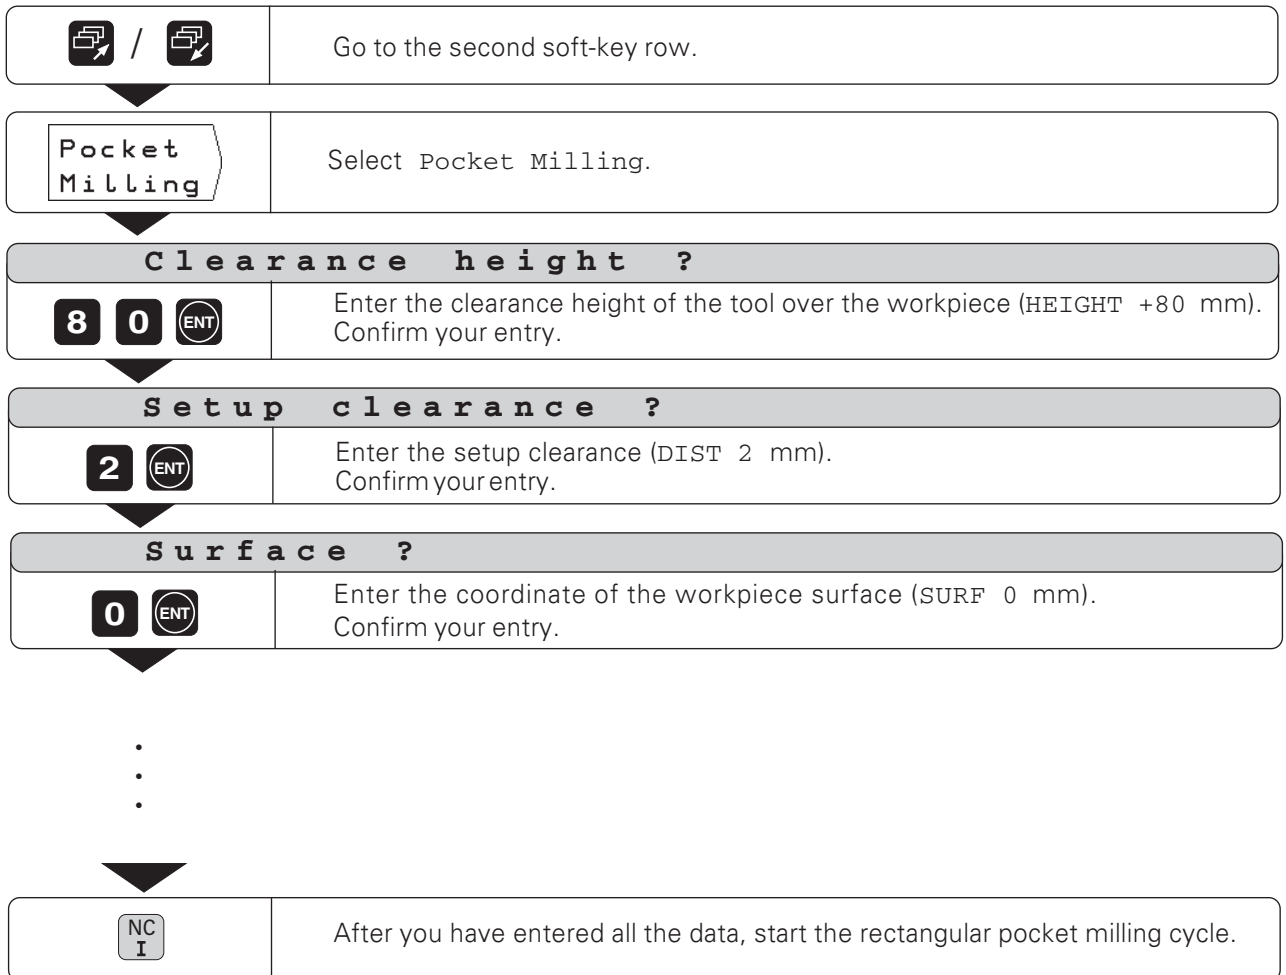 /
Go to the second soft-key row.
Pocket
Milling
Select Pocket Milling.
Clearance height ?
8 0 ENT
Enter the clearance height of the tool over the workpiece (HEIGHT +80 mm).
Confirm your entry.
Setup clearance ?
2 ENT
Enter the setup clearance (DIST 2 mm).
Confirm your entry.
Surface ?
0 ENT
Enter the coordinate of the workpiece surface (SURF 0 mm).
Confirm your entry.
.
.
.
NC
I
After you have entered all the data, start the rectangular pocket milling cycle.